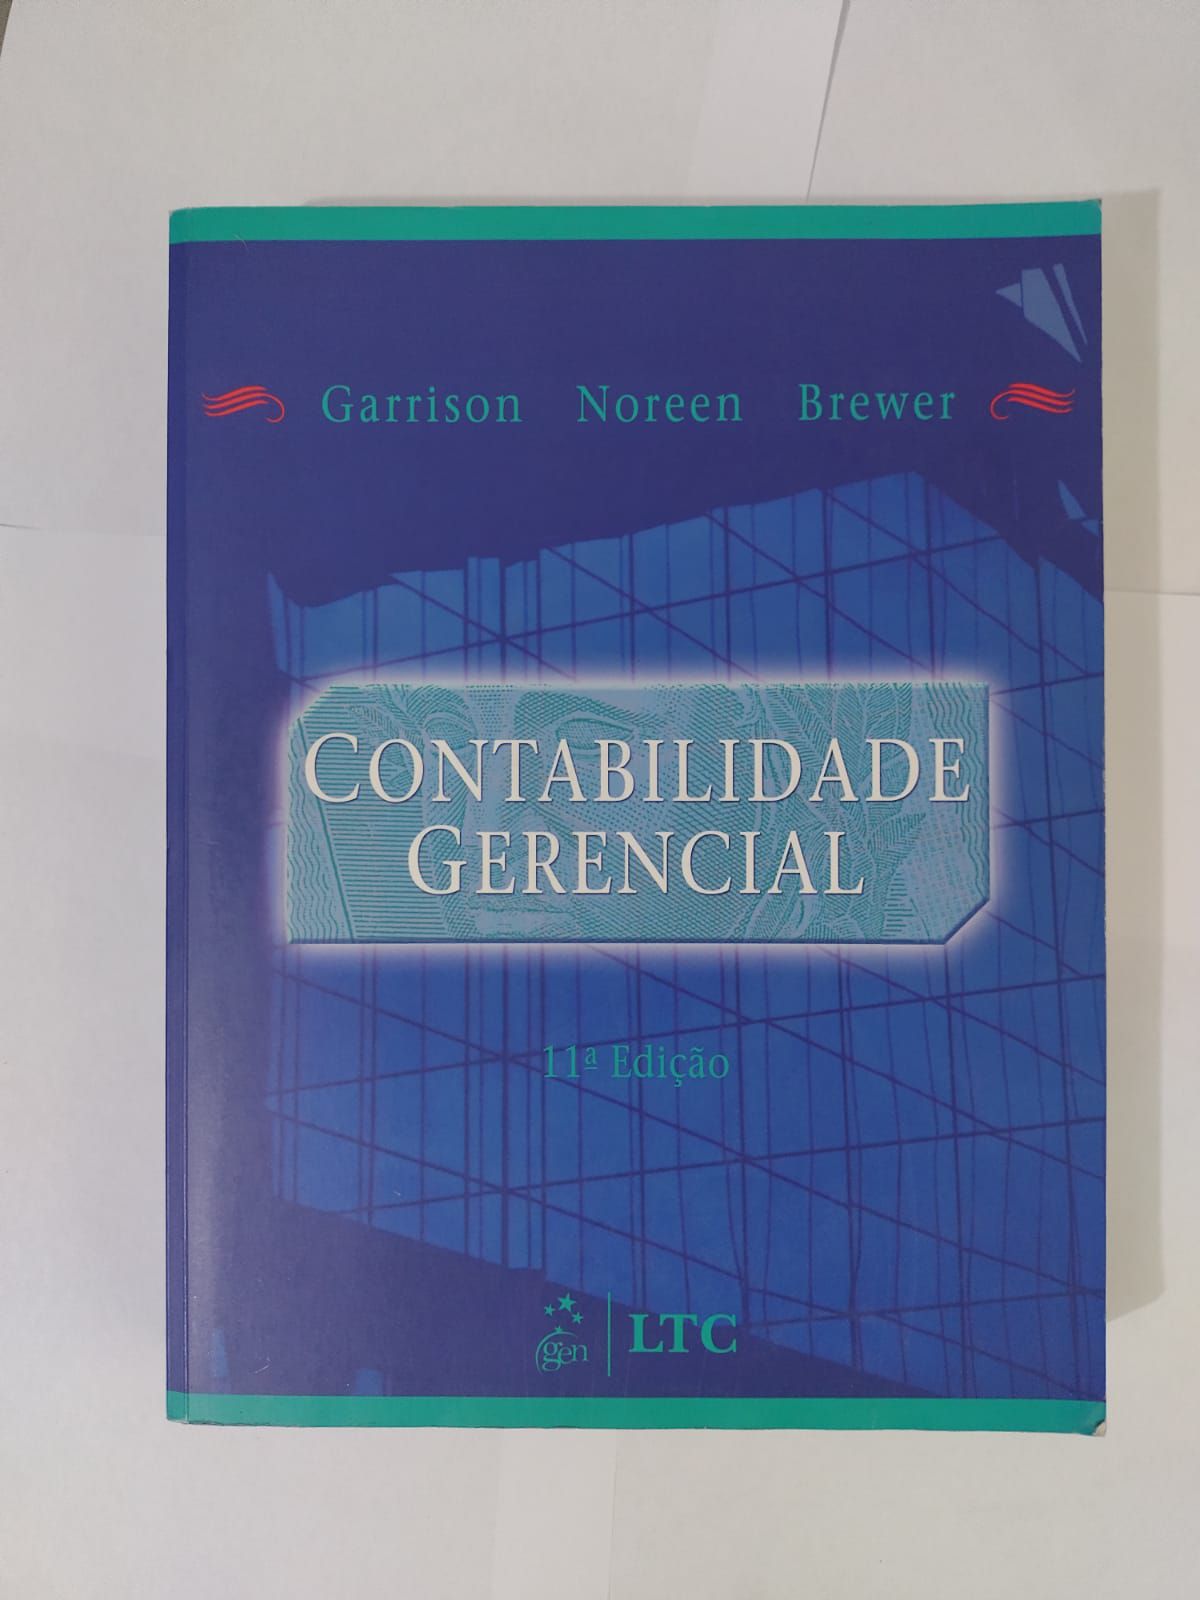 Garrison Noreen Brewer
CONTABILIDADE
GERENCIAL
11ª Edição
gen LTC